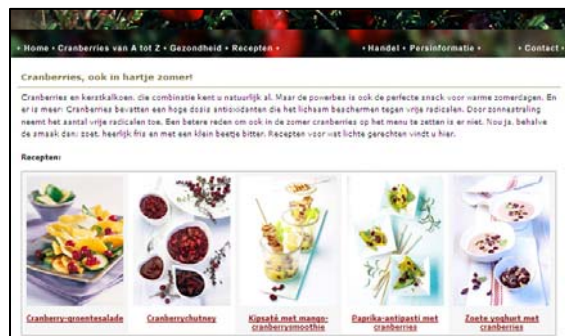 • Home • Cranberries van A tot Z • Gezondheid • Recepten • • Handel • Persinformatie • • Contact •
Cranberries, ook in hartje zomer!
Cranberries en kerstkalkoen, die combinatie kent u natuurlijk al. Maar de powerbes is ook de perfecte snack voor warme zomerdagen. En
er is meer: Cranberries bevatten een hoge dosis antioxidanten die het lichaam beschermen tegen vrije radicalen. Door zonnestraling
neemt het aantal vrije radicalen toe. Een betere reden om ook in de zomer cranberries op het menu te zetten is er niet. Nou ja, behalve
de smaak dan: zoet, heerlijk fris en met een klein beetje bitter. Recepten voor wat lichte gerechten vindt u hier.
Recepten:
Cranberry-groentesalade Cranberrychutney Kipsaté met mango- Paprika-antipasti met Zoete yoghurt met
cranberrysmoothie cranberries cranberries